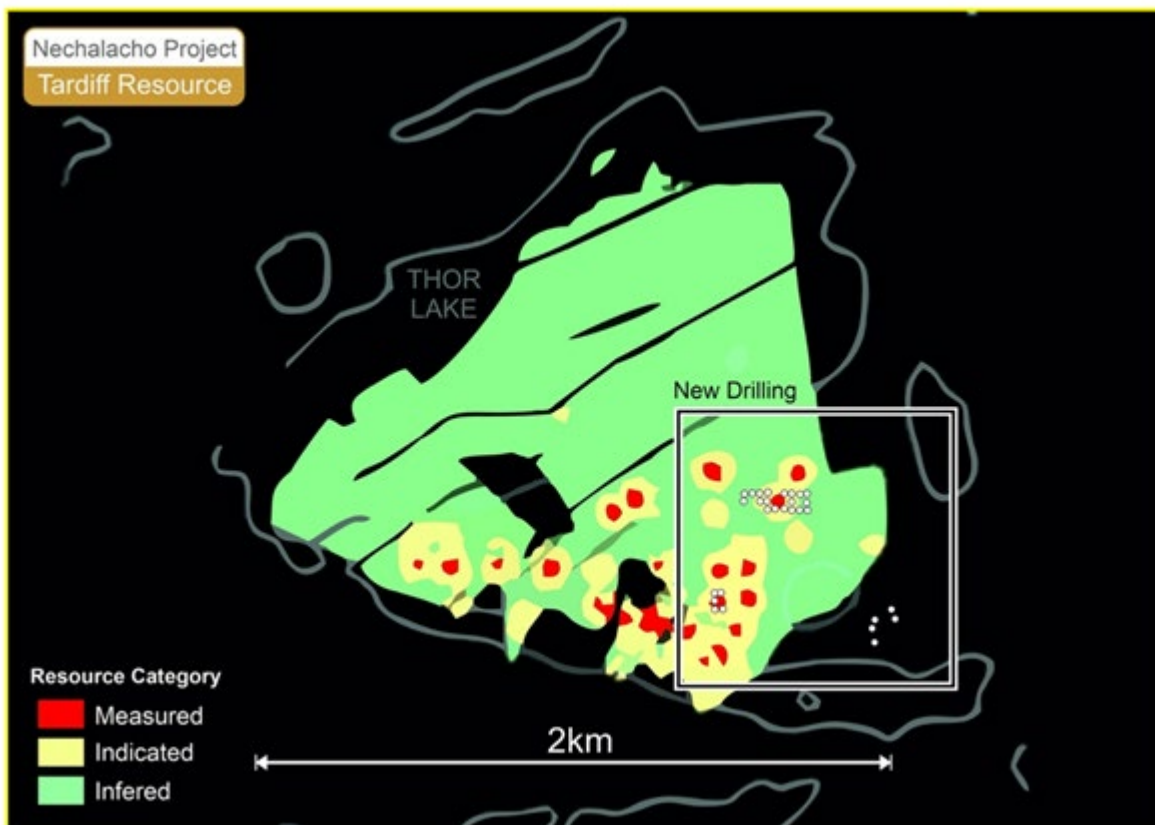 Nechalacho Project
Tardiff Resource
THOR
LAKE
New Drilling
Resource Category
Measured
Indicated
Infered
2km